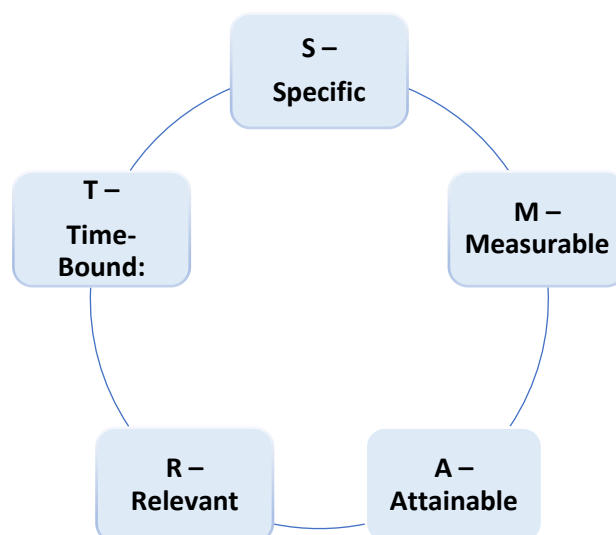 S –
Specific
M –
Measurable
A –
Attainable
R –
Relevant
T –
Time-
Bound: